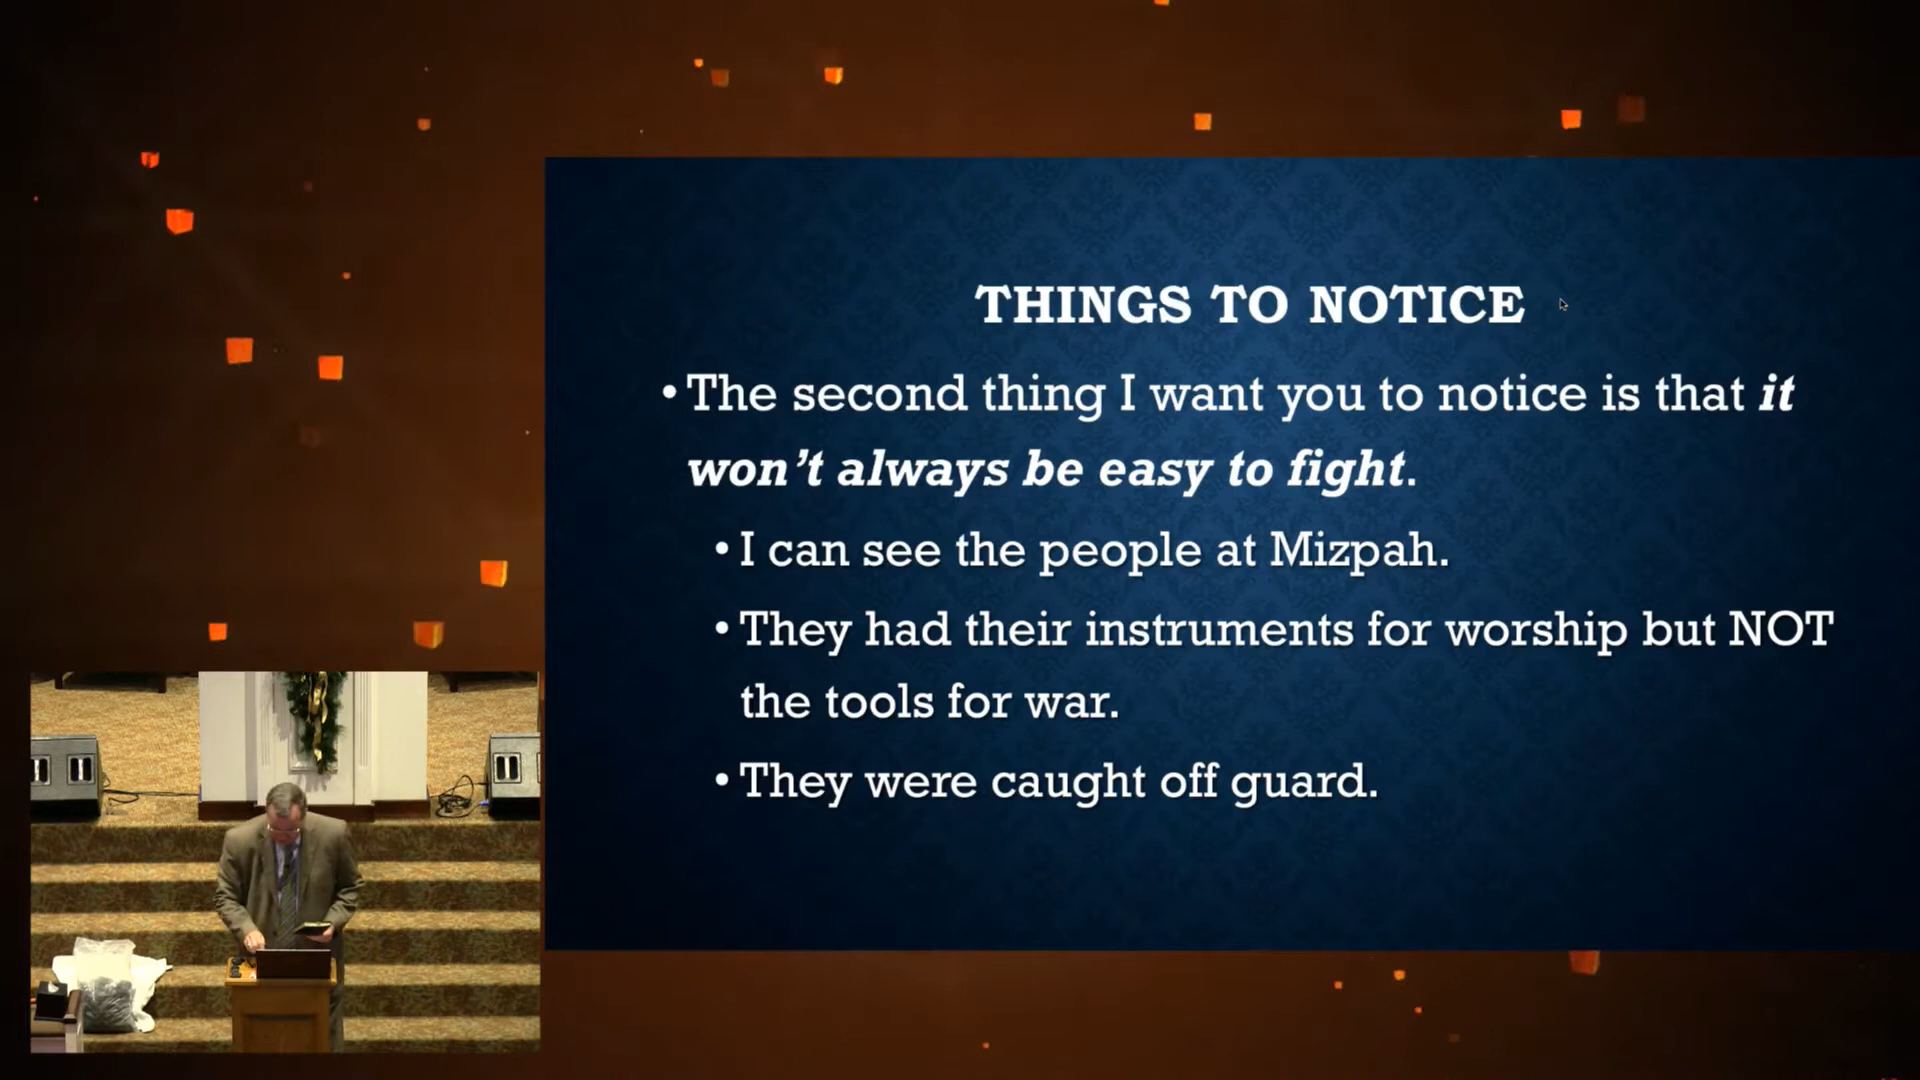 THINGS TO NOTICE
•The second thing I want you to notice is that it
won’t always be easy to fight.
•I can see the people at Mizpah.
•They had their instruments for worship but NOT
the tools for war.
•They were caught off guard.